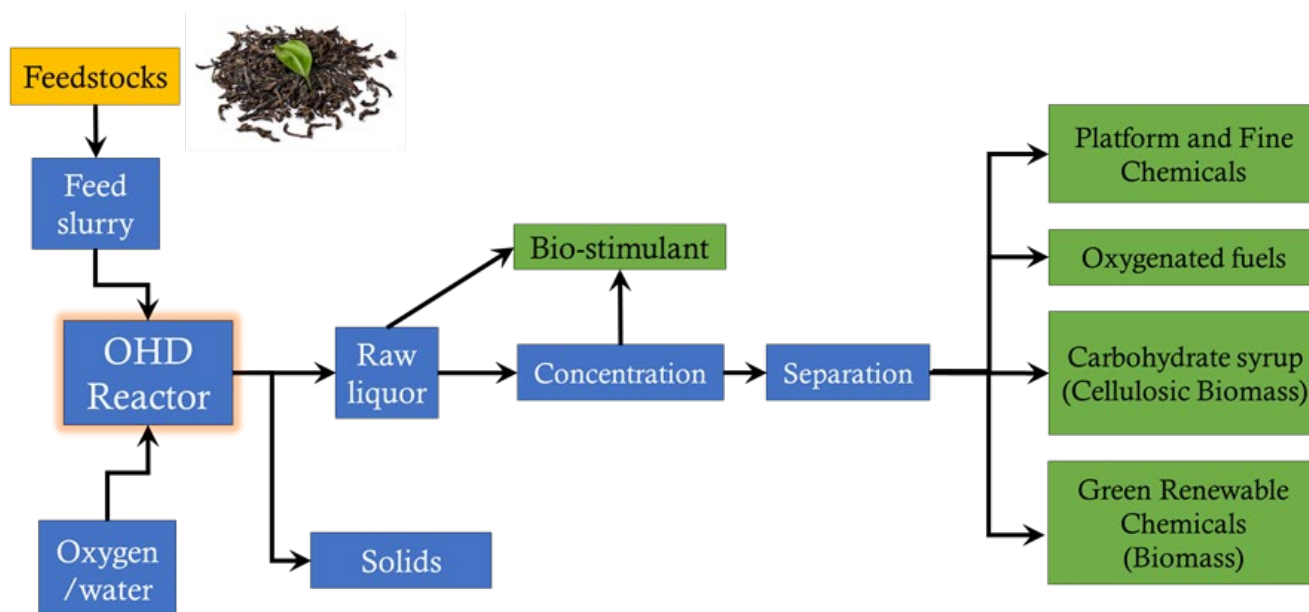 Feedstocks
Feed
slurry
OHD
Reactor
Oxygen
/water
Raw
liquor
Solids
Bio-stimulant
Concentration
Separation
Platform and Fine
Chemicals
Oxygenated fuels
Carbohydrate syrup
(Cellulosic Biomass)
Green Renewable
Chemicals
(Biomass)